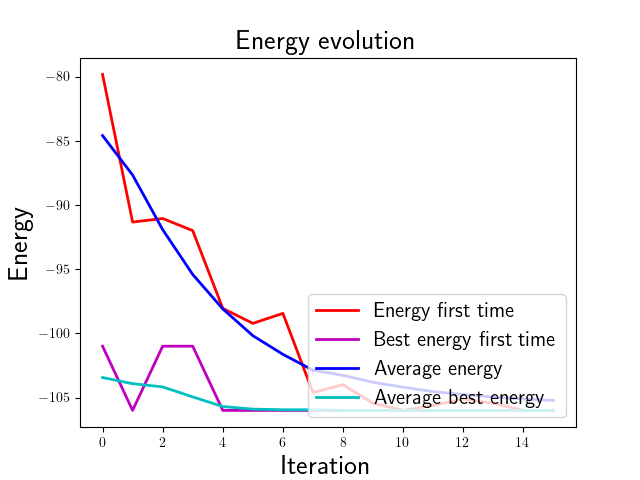 Energy evolution
Energy
−80
−85
−90
−95
−100
−105
0 2 4 6 8 10 12 14
Iteration
Energy first time
Best energy first time
Average energy
Average best energy